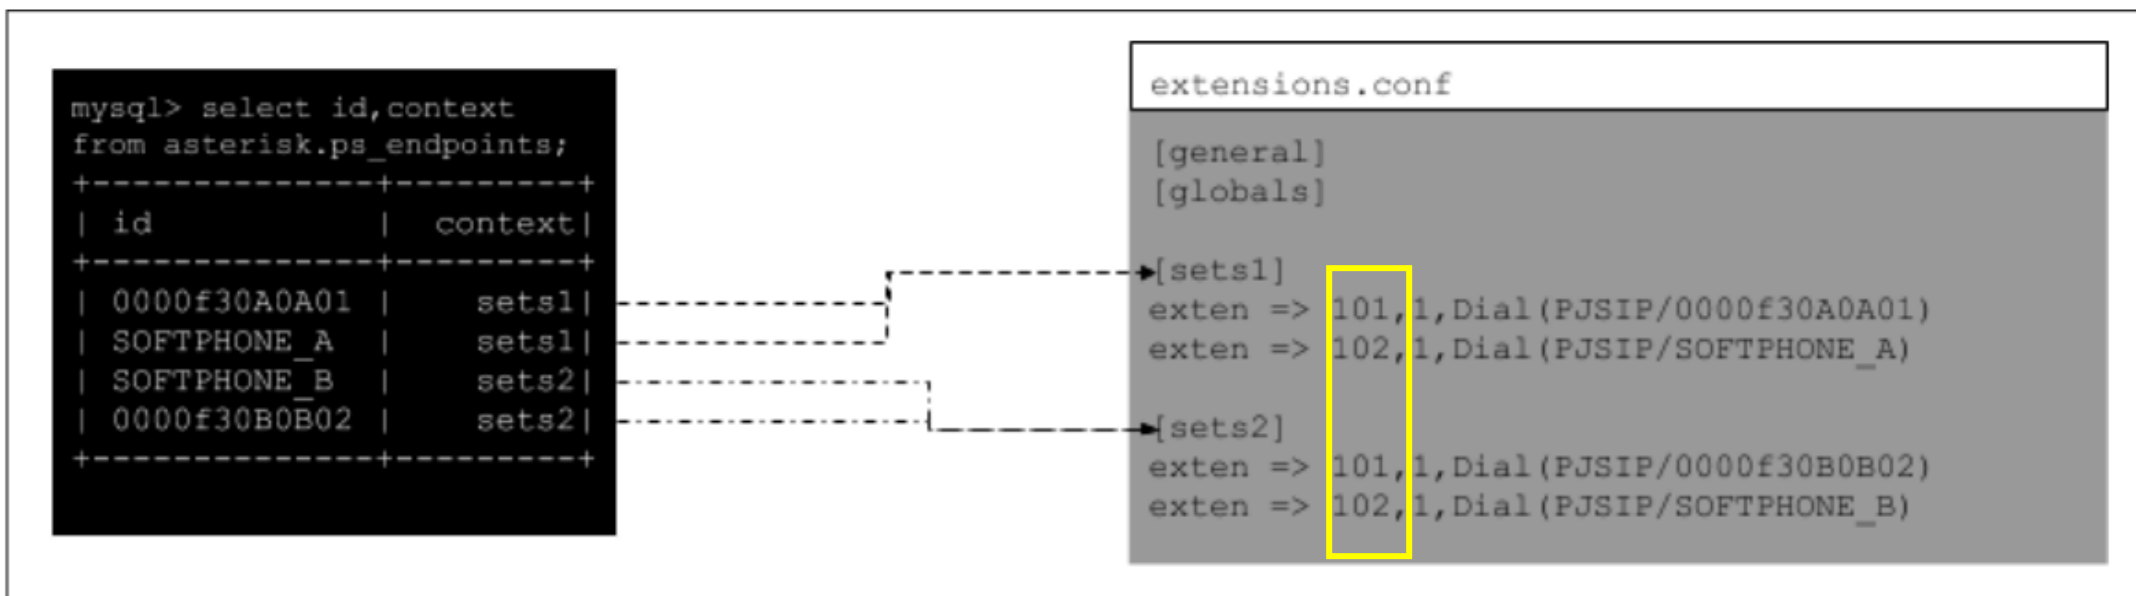 mysql> select id,context
from asterisk.ps_endpoints;
+---------------+---------+
| id            |  context|
+---------------+---------+
| 0000f30A0A01 |    sets1|
| SOFTPHONE_A  |    sets1|
| SOFTPHONE_B  |    sets2|
| 0000f30B0B02 |    sets2|
+---------------+---------+
extensions.conf
[general]
[globals]
[sets1]
exten => 101,1,Dial(PJSIP/0000f30A0A01)
exten => 102,1,Dial(PJSIP/SOFTPHONE_A)
[sets2]
exten => 101,1,Dial(PJSIP/0000f30B0B02)
exten => 102,1,Dial(PJSIP/SOFTPHONE_B)